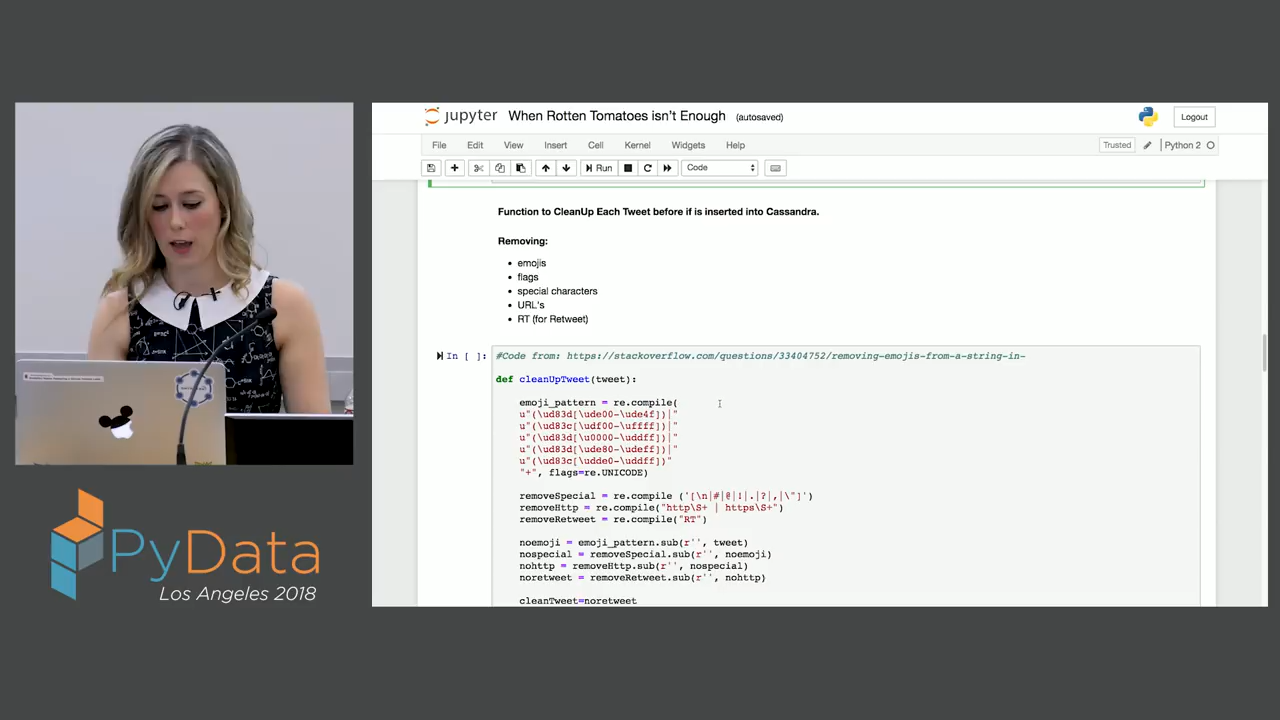 jupyter When Rotten Tomatoes isn't Enough (autosaved)
Logout
File Edit View Insert Cell Kernel Widgets Help
Trusted Python 2
Run Code
Function to CleanUp Each Tweet before if is inserted into Cassandra.
Removing:
• emojis
• flags
• special characters
• URL's
• RT (for Retweet)
In [ ]:
#Code from: https://stackoverflow.com/questions/33404752/removing-emojis-from-a-string-in-
def cleanUpTweet(tweet):
emoji_pattern = re.compile(
u"(\ud83d[\ude00-\ude4f])|"
u"(\ud83c[\udf00-\uffff])|"
u"(\ud83d[\u0000-\uddff])|"
u"(\ud83d[\ude80-\udeff])|"
u"(\ud83c[\udde0-\uddff])"
"+", flags=re.UNICODE)
removeSpecial = re.compile ('[\n|#|@|!|.|?|,|\"]')
removeHttp = re.compile("http\S+ | https\S+")
removeRetweet = re.compile("RT")
noemoji = emoji_pattern.sub(r'', tweet)
nospecial = removeSpecial.sub(r'', noemoji)
nohttp = removeHttp.sub(r'', nospecial)
noretweet = removeRetweet.sub(r'', nohttp)
cleanTweet=noretweet
PyData
Los Angeles 2018